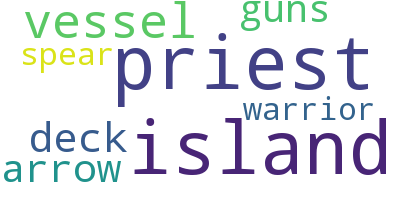 vessel guns
spear priest
warrior
deck island
arrow